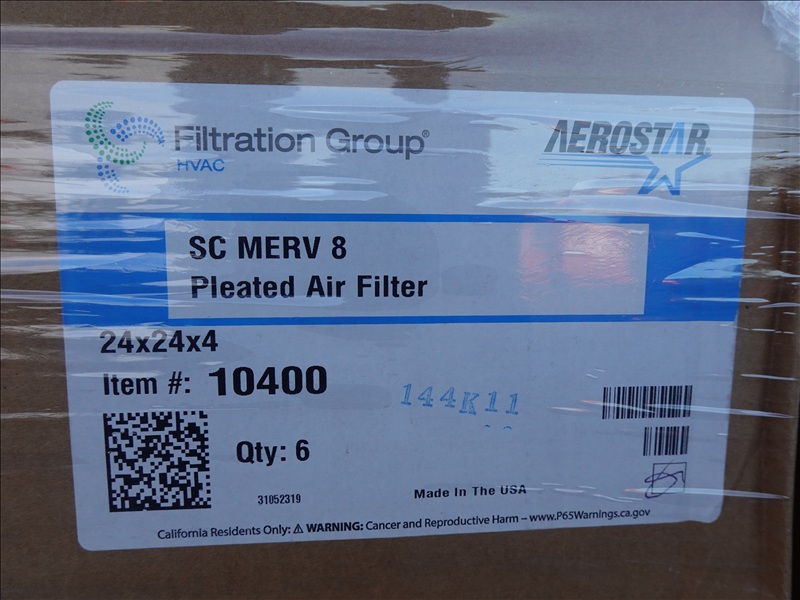 Filtration Group®
HVAC
AEROSTAR
SC MERV 8
Pleated Air Filter
24x24x4
Item #: 10400
144K11
Qty: 6
31052319
Made In The USA
California Residents Only: ⚠ WARNING: Cancer and Reproductive Harm – www.P65Warnings.ca.gov